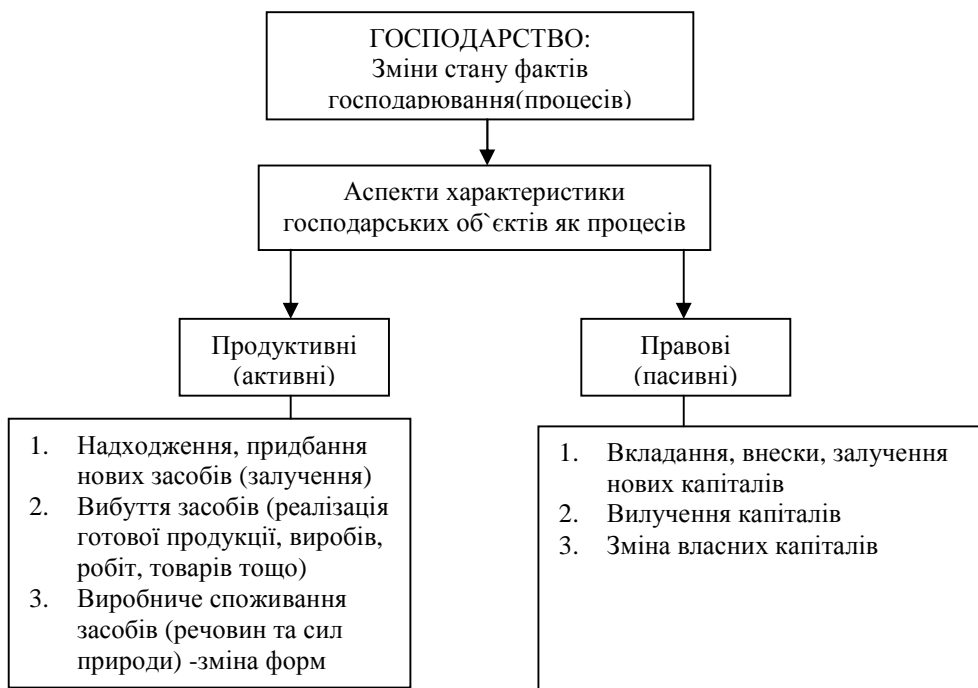 ГОСПОДАРСТВО:
Зміни стану фактів
господарювання(процесів)
Аспекти характеристики
господарських об`єктів як процесів
Продуктивні
(активні)
Правові
(пасивні)
1. Надходження, придбання
нових засобів (залучення)
2. Вибуття засобів (реалізація
готової продукції, виробів,
робіт, товарів тощо)
3. Виробниче споживання
засобів (речовин та сил
природи) -зміна форм
1. Вкладання, внески, залучення
нових капіталів
2. Вилучення капіталів
3. Зміна власних капіталів